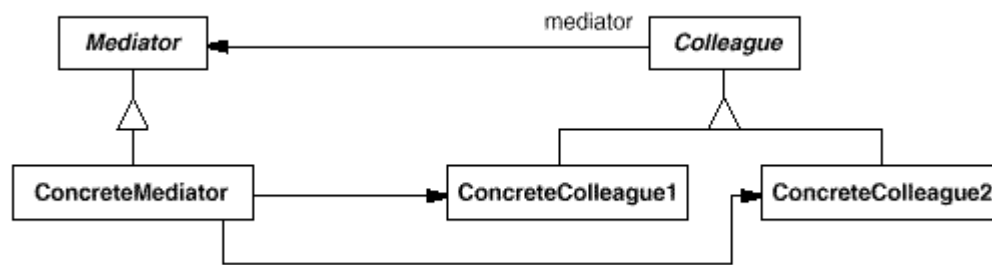 mediator
Mediator
Colleague
ConcreteMediator
ConcreteColleague1
ConcreteColleague2